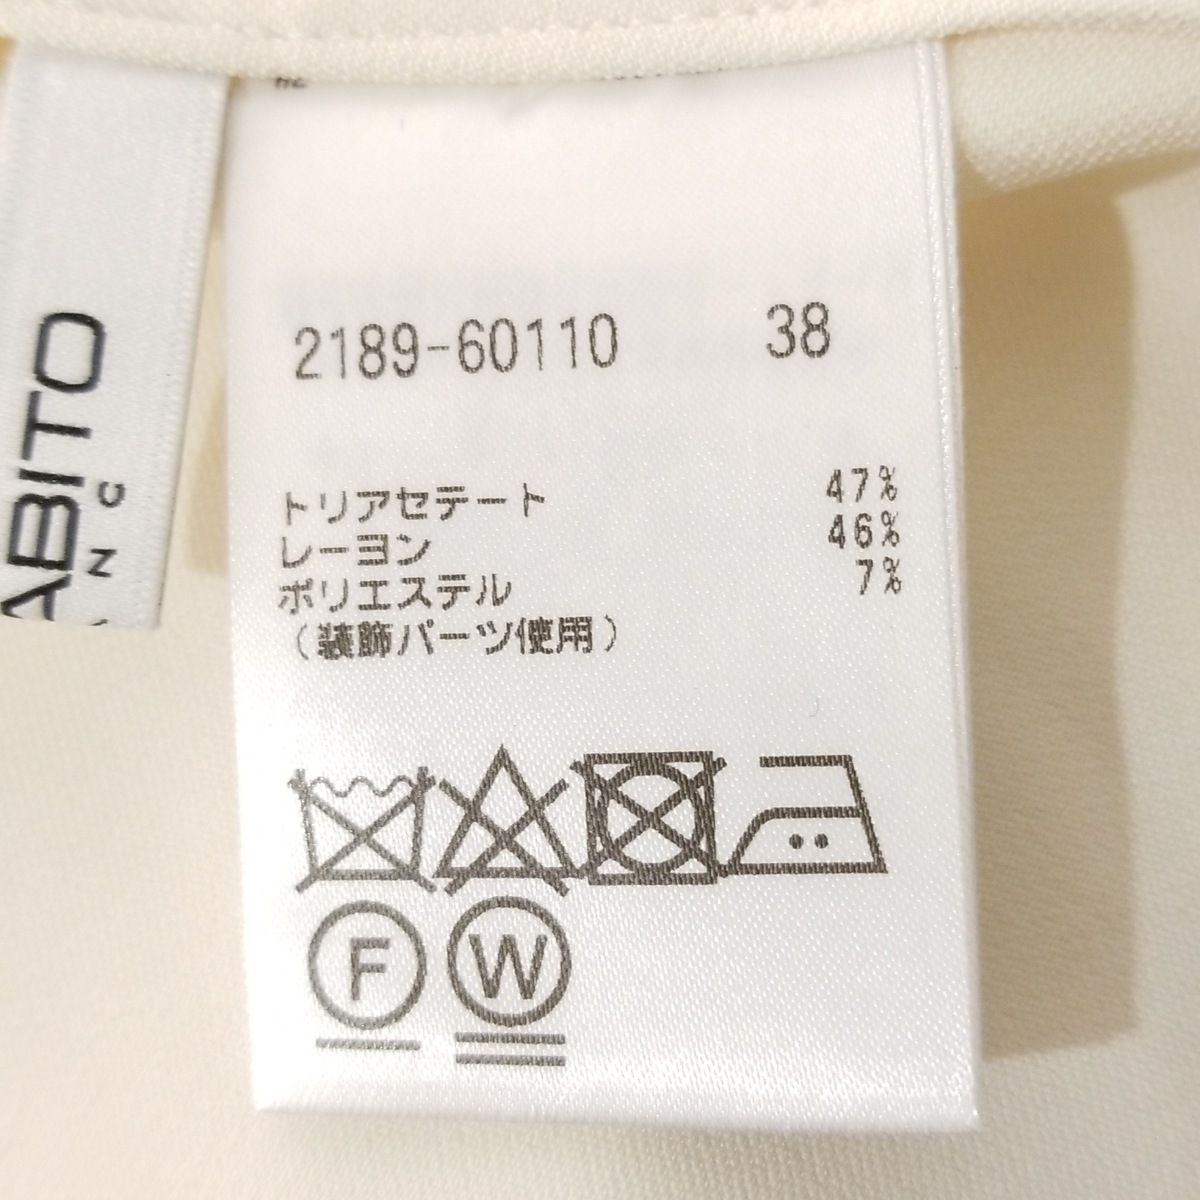 2189-60110 38
トリアセテート 47%
レーヨン 46%
ポリエステル 7%
(装飾パーツ使用)
F W
ABITO
N C